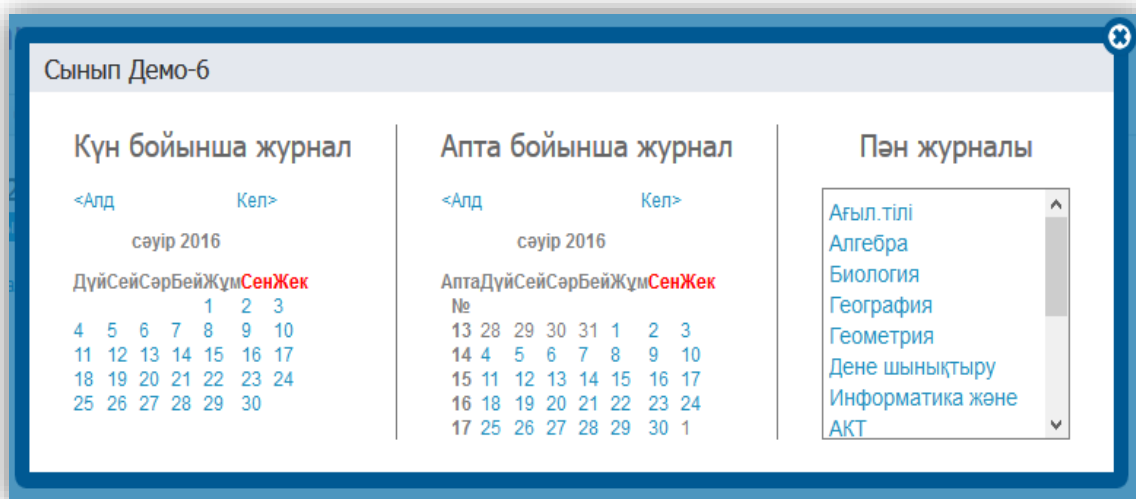 Сынып Демо-6
Күн бойынша журнал
<Алд Кел>
сәуір 2016
ДүйСейСәрБейЖұмСенЖек
1 2 3
4 5 6 7 8 9 10
11 12 13 14 15 16 17
18 19 20 21 22 23 24
25 26 27 28 29 30
Апта бойынша журнал
<Алд Кел>
сәуір 2016
АптаДүйСейСәрБейЖұмСенЖек
№
13 28 29 30 31 1 2 3
14 4 5 6 7 8 9 10
15 11 12 13 14 15 16 17
16 18 19 20 21 22 23 24
17 25 26 27 28 29 30 1
Пән журналы
Ағыл.тілі
Алгебра
Биология
География
Геометрия
Дене шынықтыру
Информатика және
АКТ